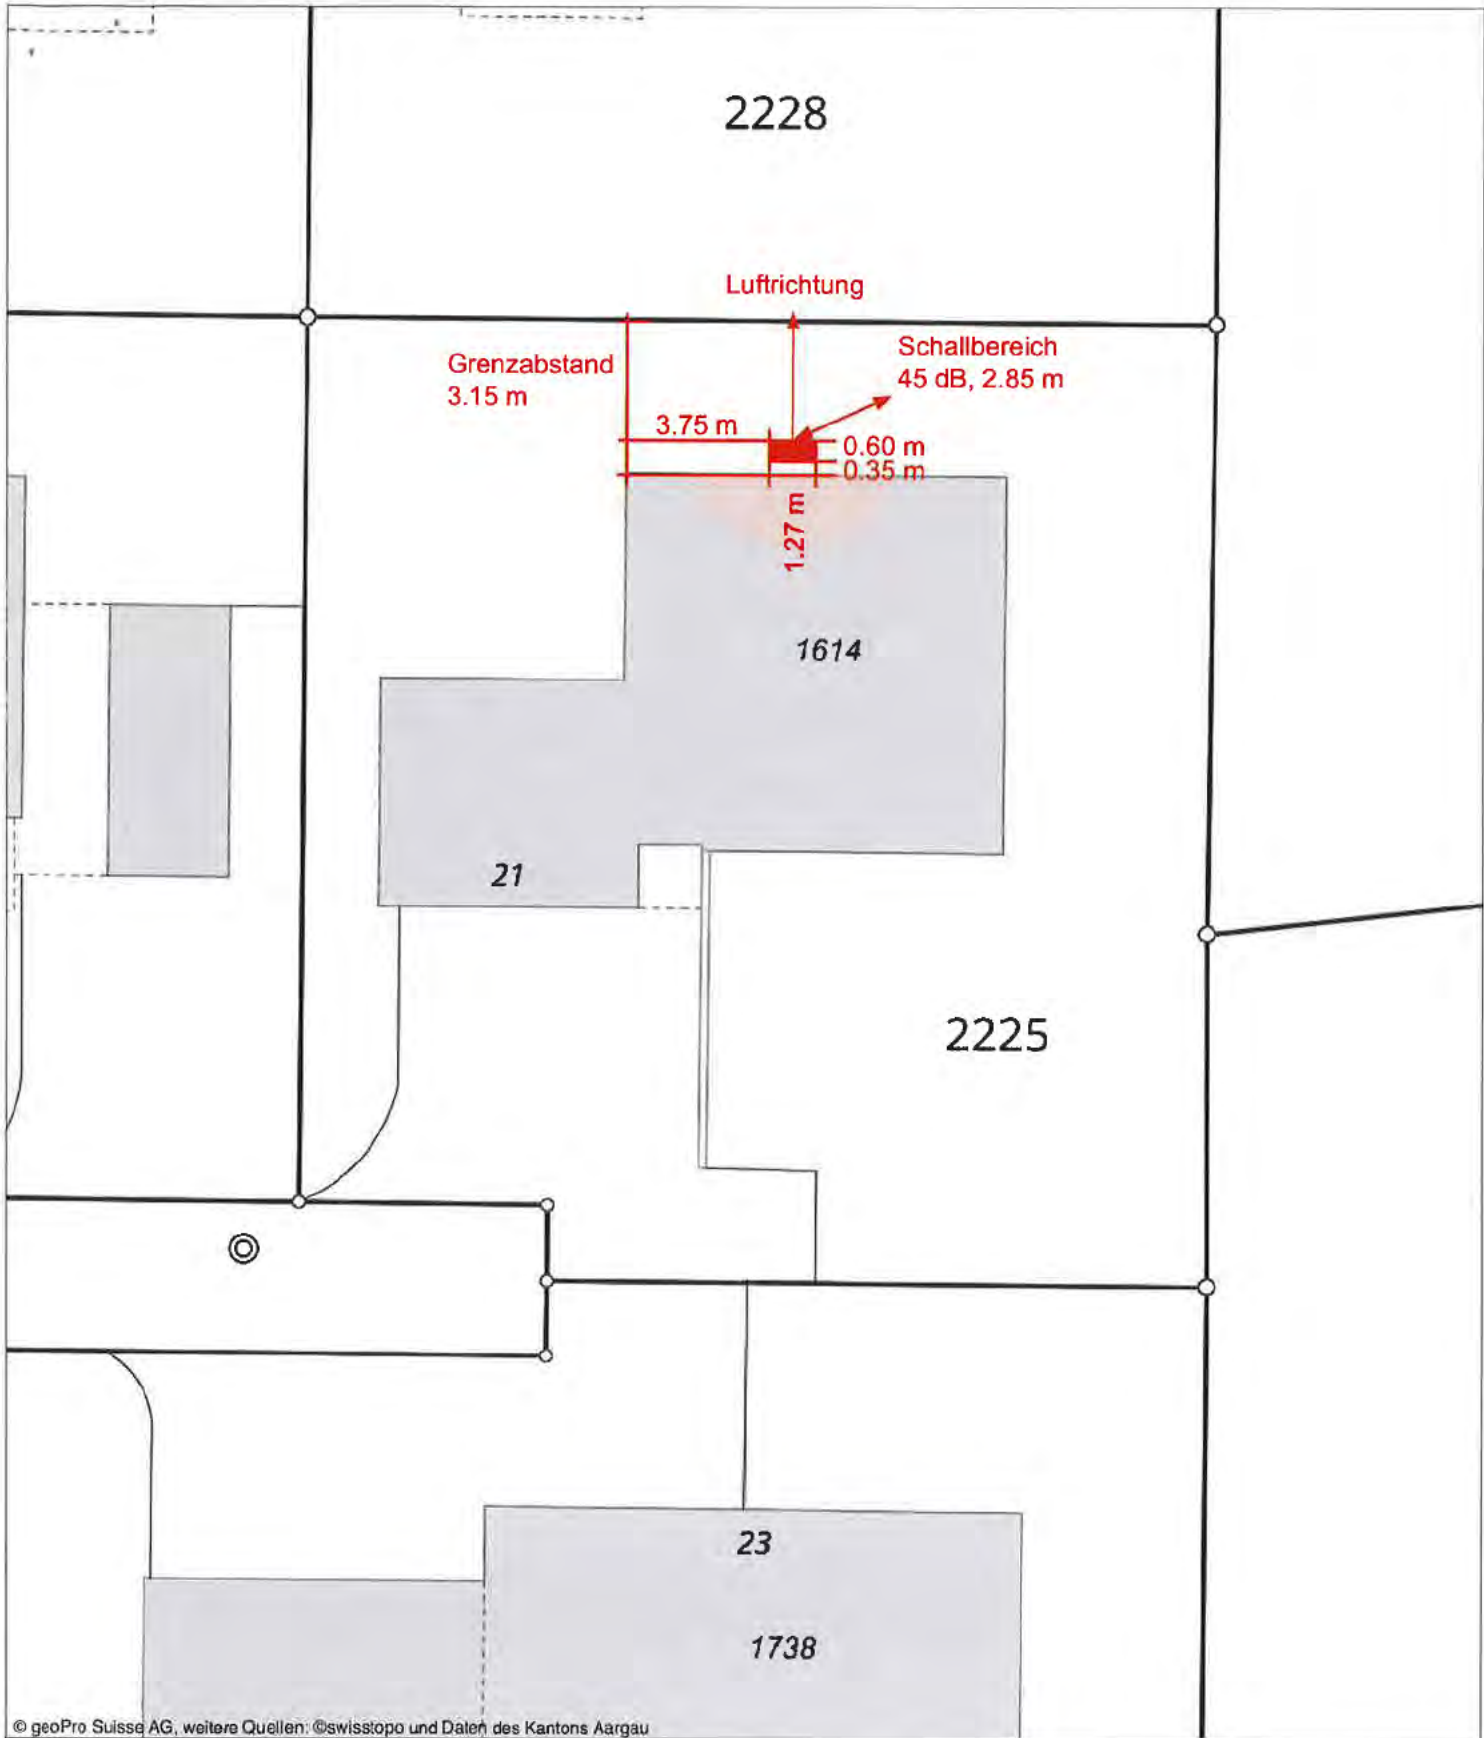 2228
Luftrichtung
Grenzabstand
3.15 m
Schallbereich
45 dB, 2.85 m
3.75 m
0.60 m
0.35 m
1.27 m
1614
21
2225
23
1738
© geoPro Suisse AG, weitere Quellen: ©swisstopo und Daten des Kantons Aargau